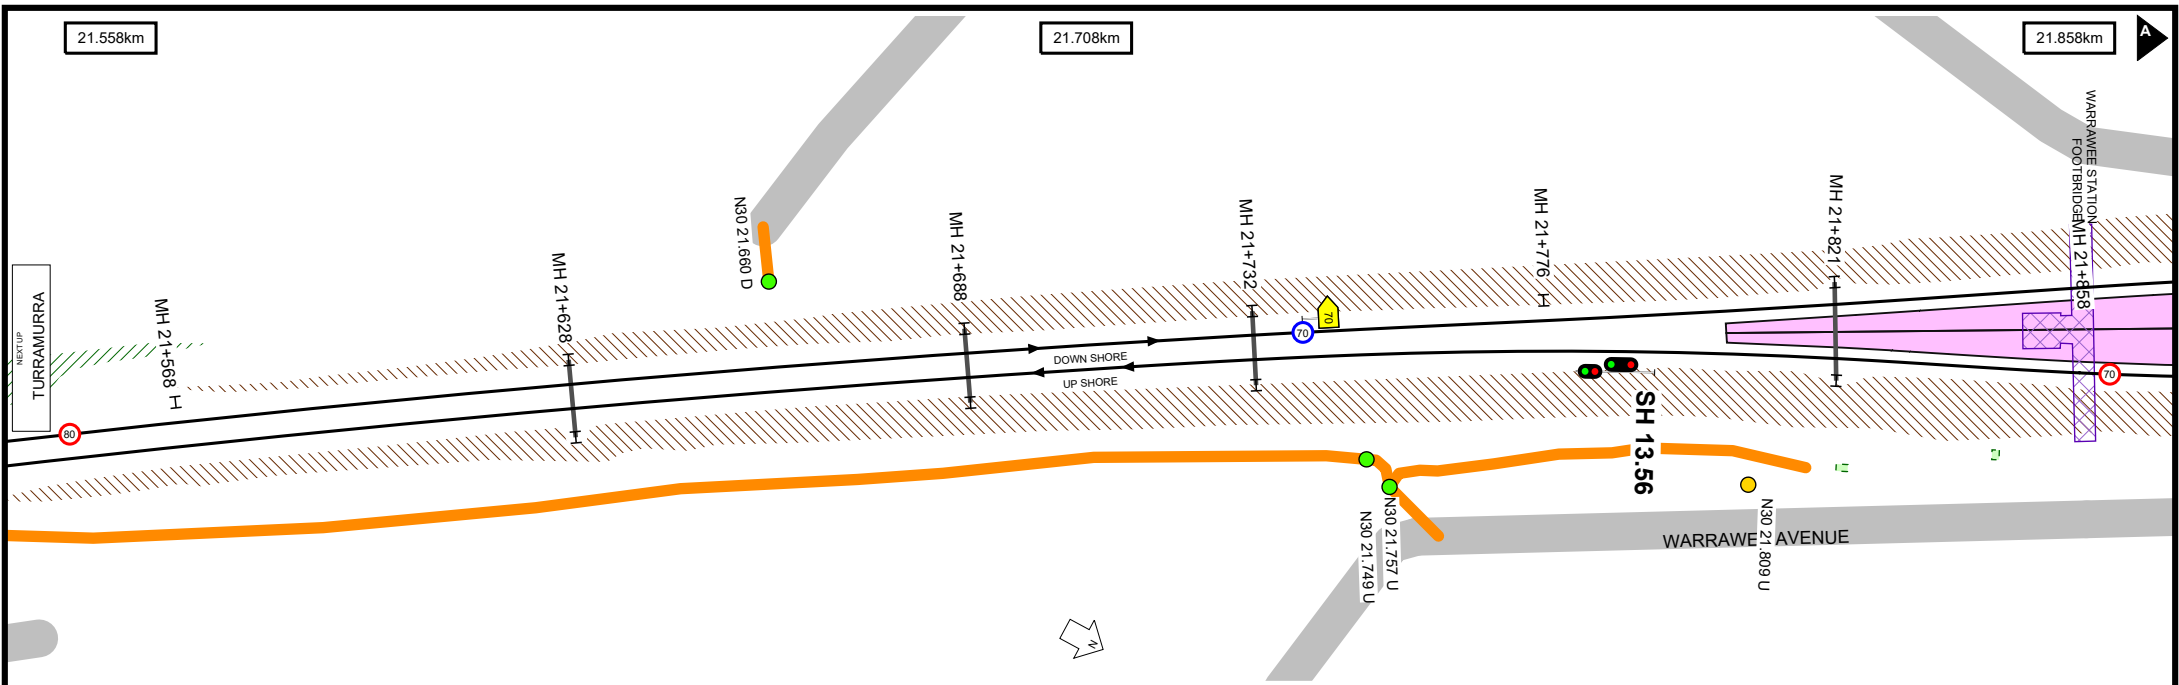 21.558km
21.708km
21.858km
A
NEXT UP
TURRAMURRA
MH 21+568
MH 21+628
N30 21.660 D
MH 21+688
MH 21+732
MH 21+776
MH 21+821
WARRAWEE STATION
FOOTBRIDGE
MH 21+858
80
70
70
70
DOWN SHORE
UP SHORE
SH 13.56
N30 21.749 U
N30 21.757 U
N30 21.809 U
WARRAWEE AVENUE
N